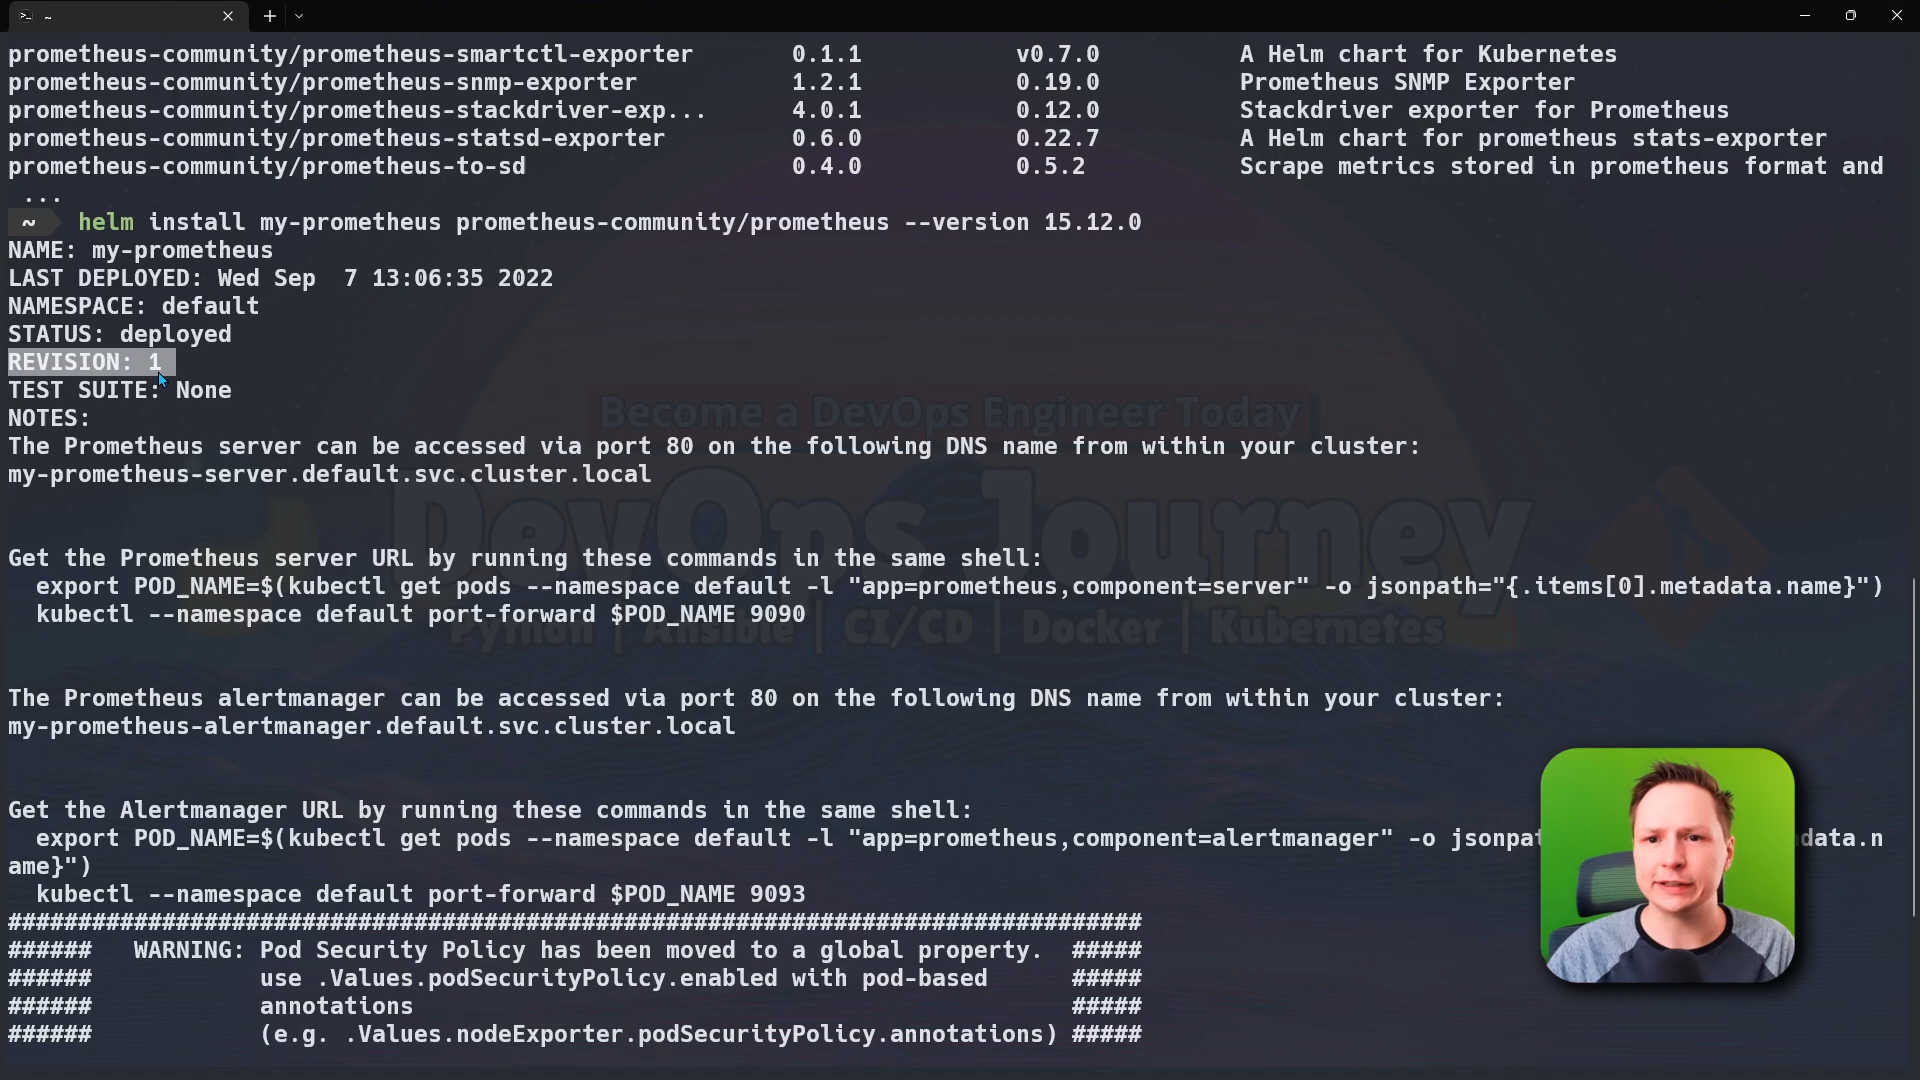 ~
prometheus-community/prometheus-smartctl-exporter 0.1.1 v0.7.0 A Helm chart for Kubernetes
prometheus-community/prometheus-snmp-exporter 1.2.1 0.19.0 Prometheus SNMP Exporter
prometheus-community/prometheus-stackdriver-exp... 4.0.1 0.12.0 Stackdriver exporter for Prometheus
prometheus-community/prometheus-statsd-exporter 0.6.0 0.22.7 A Helm chart for prometheus stats-exporter
prometheus-community/prometheus-to-sd 0.4.0 0.5.2 Scrape metrics stored in prometheus format and
...
~ helm install my-prometheus prometheus-community/prometheus --version 15.12.0
NAME: my-prometheus
LAST DEPLOYED: Wed Sep  7 13:06:35 2022
NAMESPACE: default
STATUS: deployed
REVISION: 1
TEST SUITE: None
NOTES:
Become a DevOps Engineer Today
The Prometheus server can be accessed via port 80 on the following DNS name from within your cluster:
my-prometheus-server.default.svc.cluster.local
DevOps Journey
Get the Prometheus server URL by running these commands in the same shell:
export POD_NAME=$(kubectl get pods --namespace default -l "app=prometheus,component=server" -o jsonpath="{.items[0].metadata.name}")
kubectl --namespace default port-forward $POD_NAME 9090
Python | Ansible | CI/CD | Docker | Kubernetes
The Prometheus alertmanager can be accessed via port 80 on the following DNS name from within your cluster:
my-prometheus-alertmanager.default.svc.cluster.local
Get the Alertmanager URL by running these commands in the same shell:
export POD_NAME=$(kubectl get pods --namespace default -l "app=prometheus,component=alertmanager" -o jsonpat data.n
ame}")
kubectl --namespace default port-forward $POD_NAME 9093
#################################################################################
###### WARNING: Pod Security Policy has been moved to a global property. #####
###### use .Values.podSecurityPolicy.enabled with pod-based #####
###### annotations #####
###### (e.g. .Values.nodeExporter.podSecurityPolicy.annotations) #####